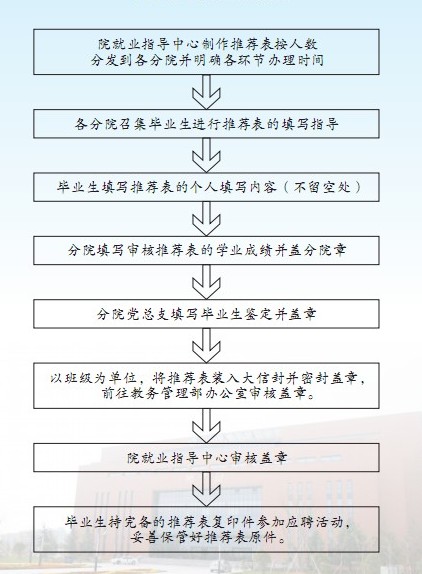 院就业指导中心制作推荐表按人数
分发到各分院并明确各环节办理时间
各分院召集毕业生进行推荐表的填写指导
毕业生填写推荐表的个人填写内容（不留空处）
分院填写审核推荐表的学业成绩并盖分院章
分院党总支填写毕业生鉴定并盖章
以班级为单位，将推荐表装入大信封并密封盖章，
前往教务管理部办公室审核盖章。
院就业指导中心审核盖章
毕业生持完备的推荐表复印件参加应聘活动，
妥善保管好推荐表原件。